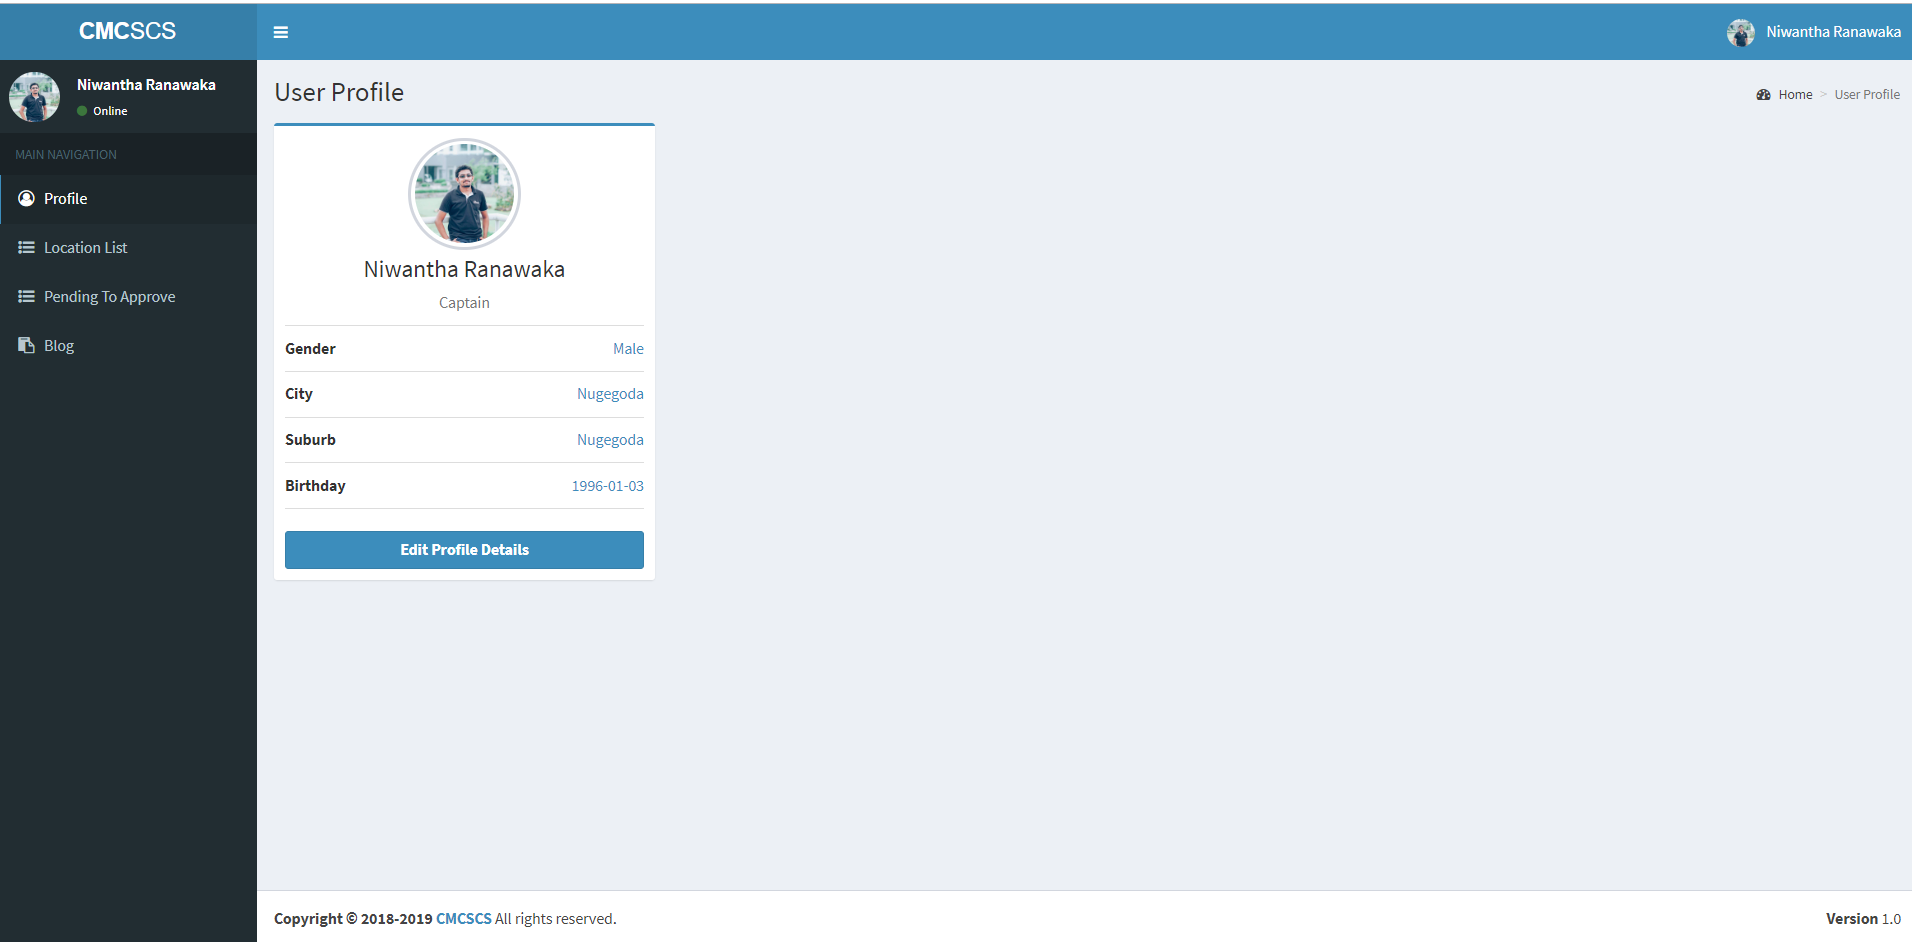 CMCSCS
Niwantha Ranawaka
Niwantha Ranawaka
Online
MAIN NAVIGATION
Profile
Location List
Pending To Approve
Blog
User Profile
Home > User Profile
Niwantha Ranawaka
Captain
Gender Male
City Nugegoda
Suburb Nugegoda
Birthday 1996-01-03
Edit Profile Details
Copyright © 2018-2019 CMCSCS All rights reserved.
Version 1.0